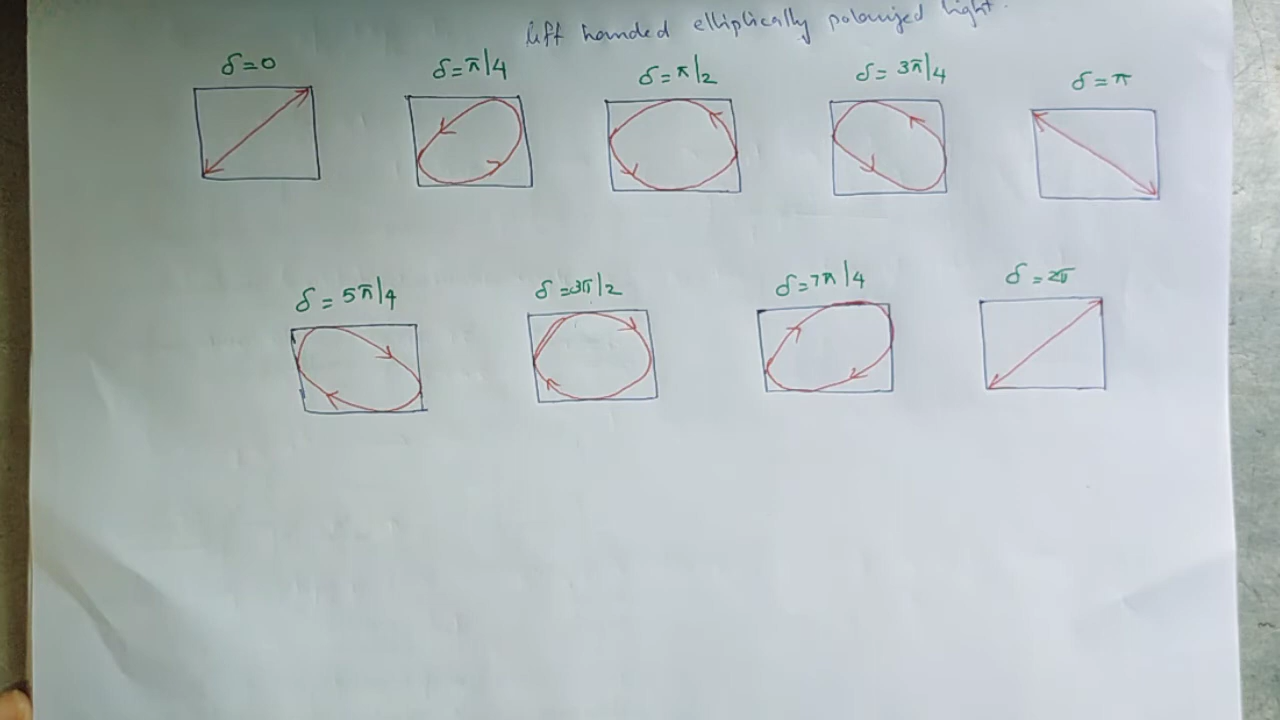 left handed elliptically polarized light.
δ=0
δ=π/4
δ=π/2
δ=3π/4
δ=π
δ=5π/4
δ=3π/2
δ=7π/4
δ=2π